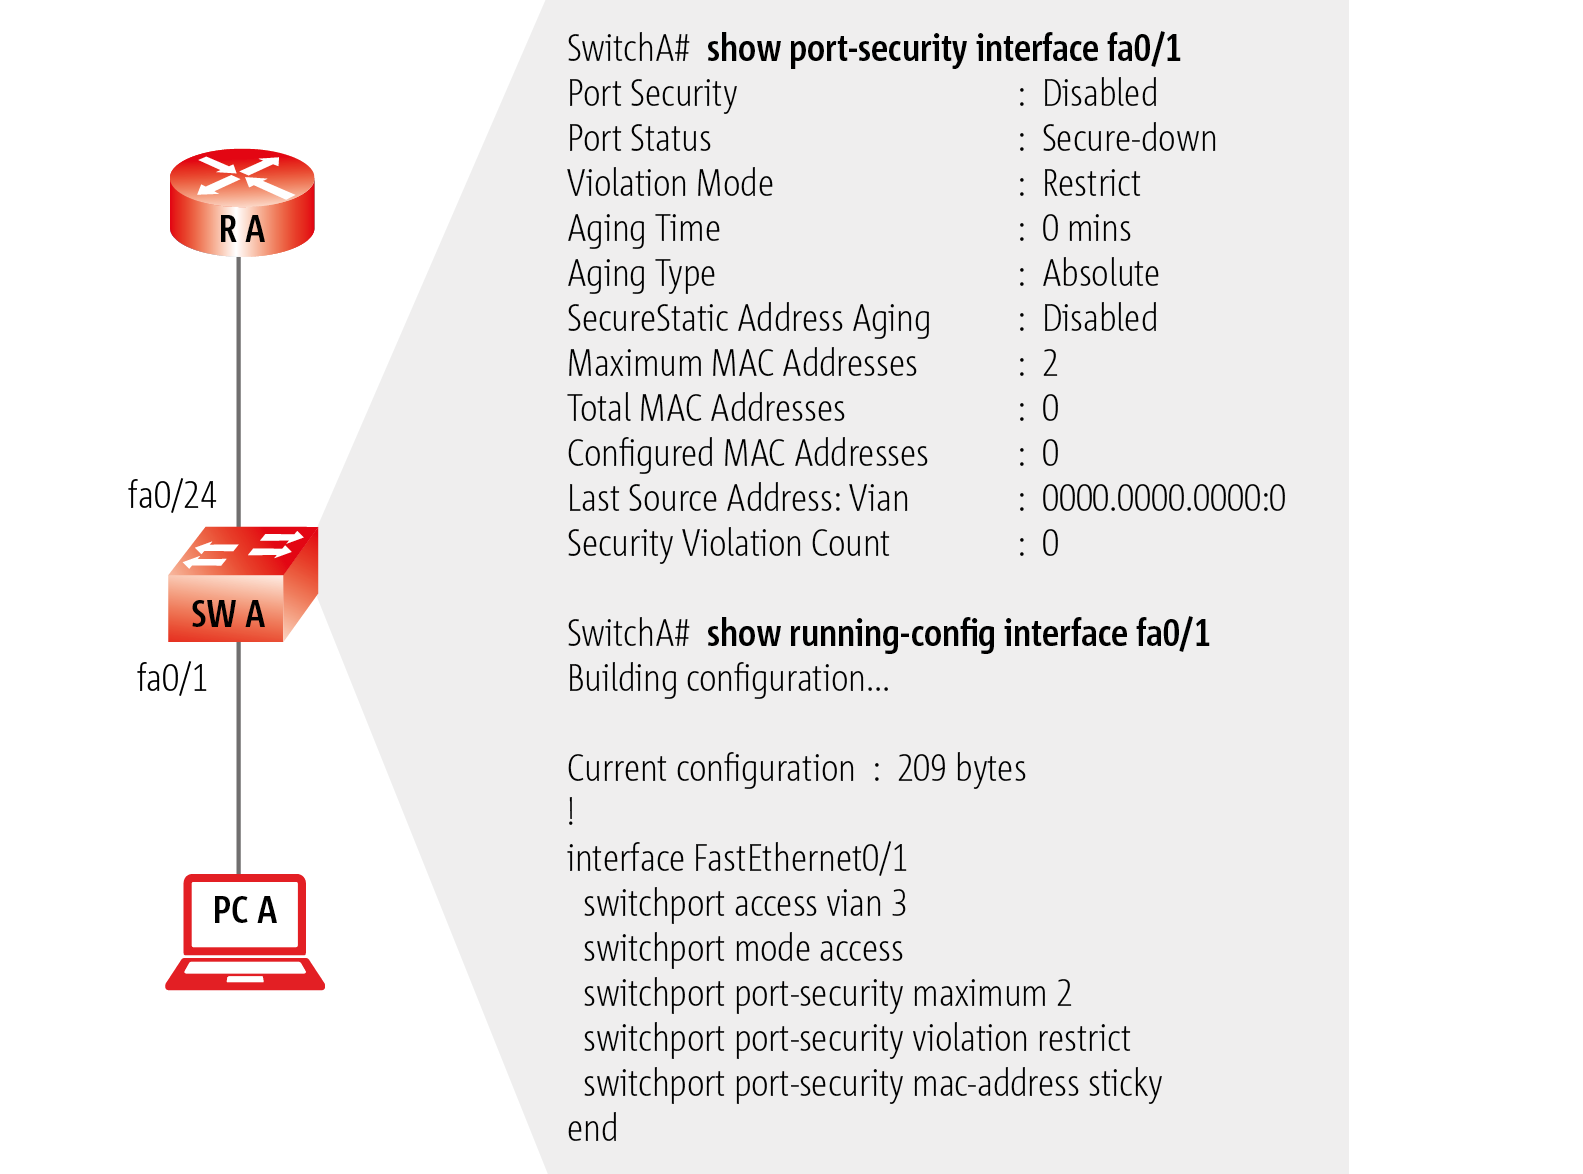 R A
fa0/24
SW A
fa0/1
PC A
SwitchA# show port-security interface fa0/1
Port Security : Disabled
Port Status : Secure-down
Violation Mode : Restrict
Aging Time : 0 mins
Aging Type : Absolute
SecureStatic Address Aging : Disabled
Maximum MAC Addresses : 2
Total MAC Addresses : 0
Configured MAC Addresses : 0
Last Source Address: Vian : 0000.0000.0000:0
Security Violation Count : 0
SwitchA# show running-config interface fa0/1
Building configuration...
Current configuration : 209 bytes
!
interface FastEthernet0/1
switchport access vian 3
switchport mode access
switchport port-security maximum 2
switchport port-security violation restrict
switchport port-security mac-address sticky
end